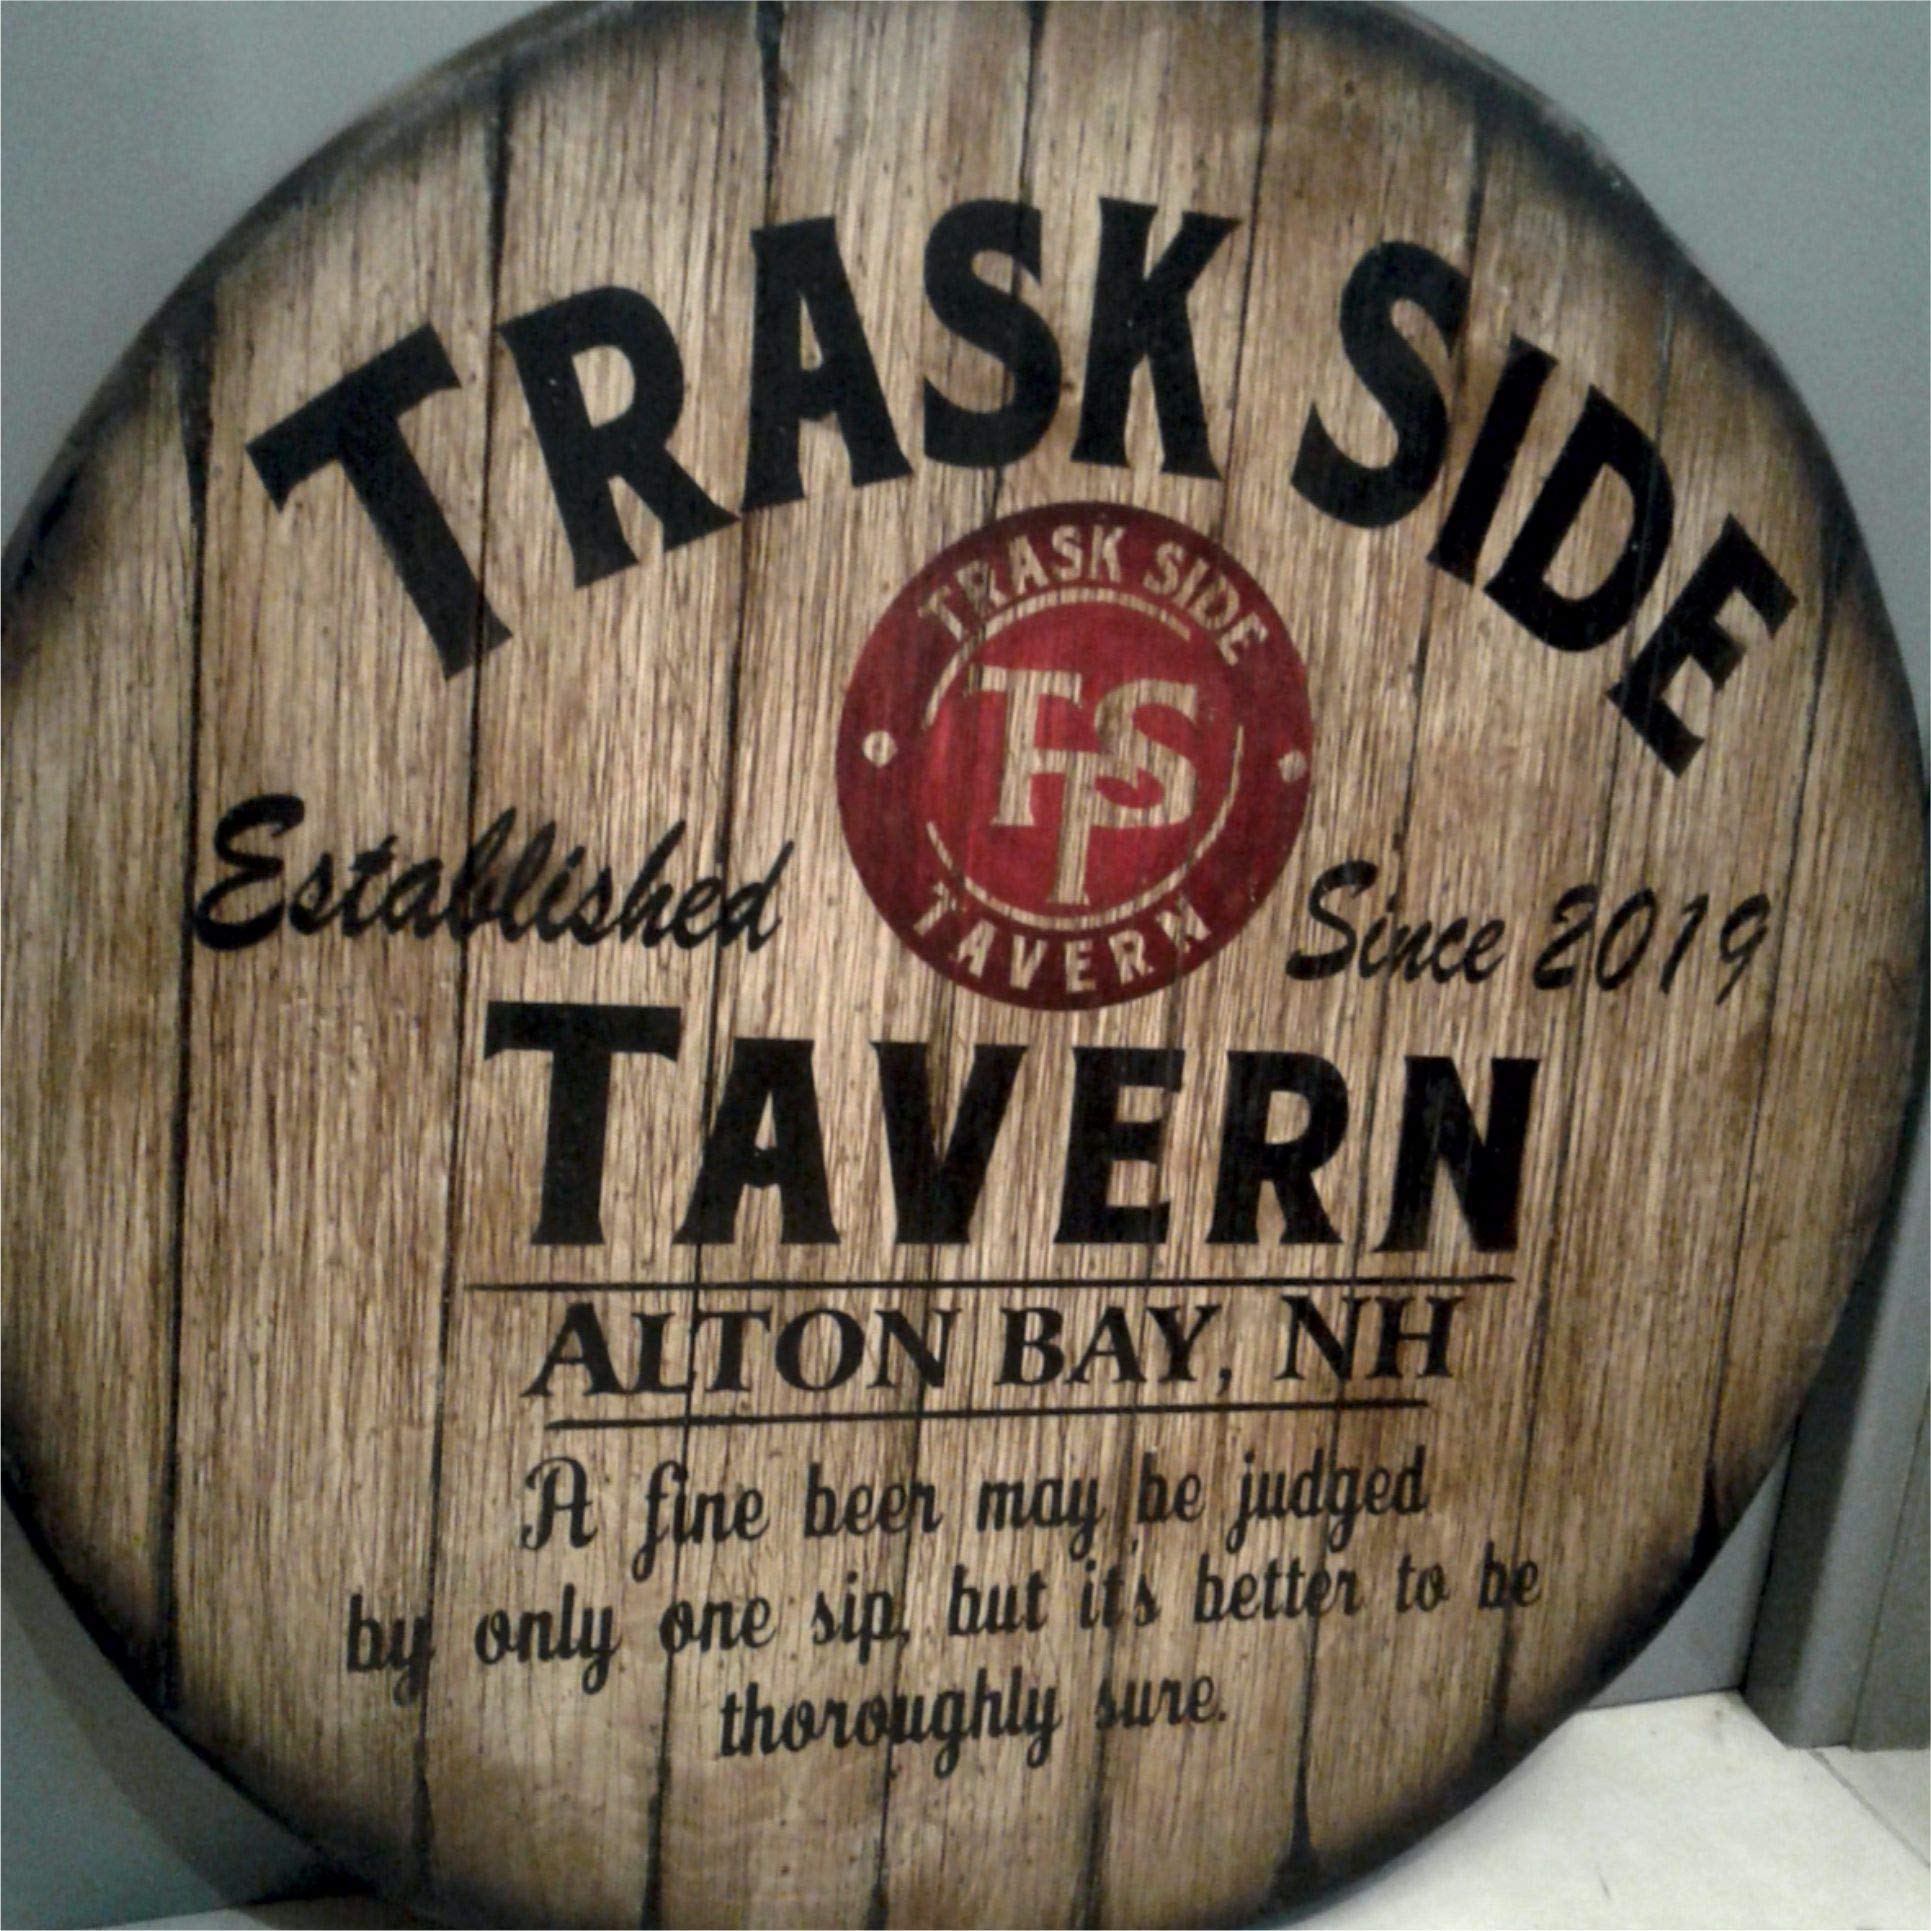 TRASK SIDE
TRASK SIDE
TST
TAVERN
Established Since 2019
TAVERN
ALTON BAY, NH
A fine beer may be judged
by only one sip, but it's better to be
thoroughly sure.